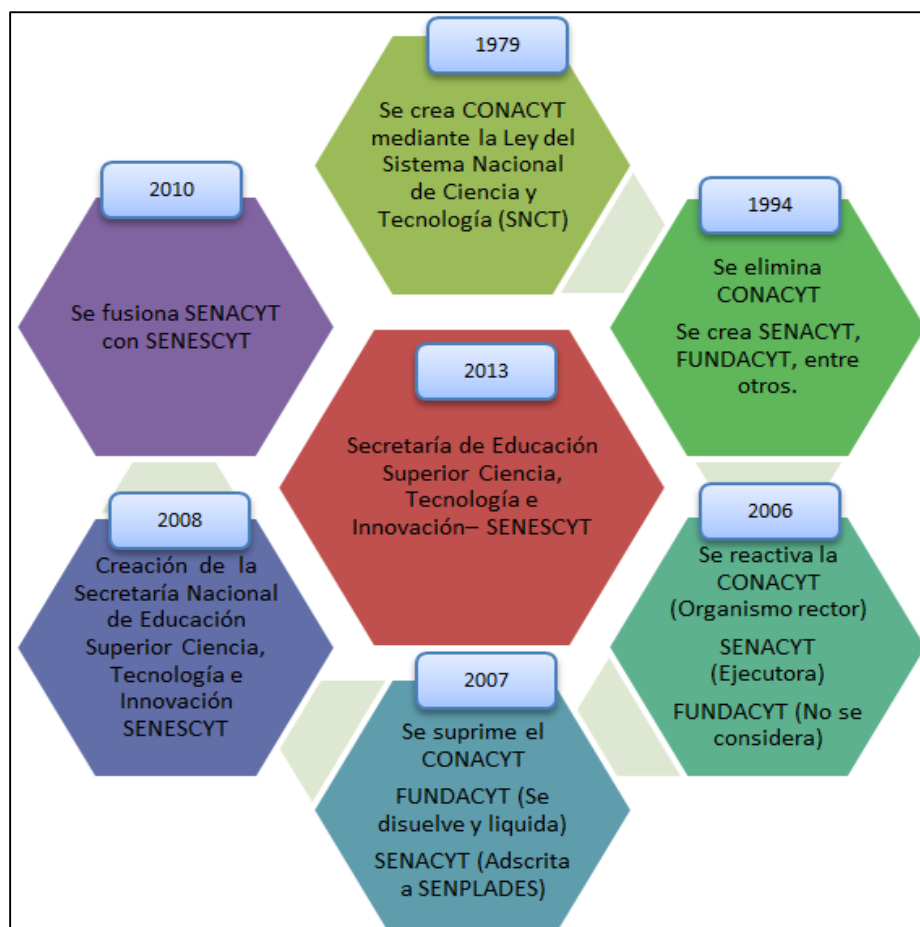 1979
Se crea CONACYT
mediante la Ley del
Sistema Nacional
de Ciencia y
Tecnología (SNCT)
1994
Se elimina
CONACYT
Se crea SENACYT,
FUNDACYT, entre
otros.
2006
Se reactiva la
CONACYT
(Organismo rector)
SENACYT
(Ejecutora)
FUNDACYT (No se
considera)
2007
Se suprime el
CONACYT
FUNDACYT (Se
disuelve y liquida)
SENACYT (Adscrita
a SENPLADES)
2008
Creación de la
Secretaría Nacional
de Educación
Superior Ciencia,
Tecnología e
Innovación
SENESCYT
2010
Se fusiona SENACYT
con SENESCYT
2013
Secretaría de Educación
Superior Ciencia,
Tecnología e
Innovación– SENESCYT